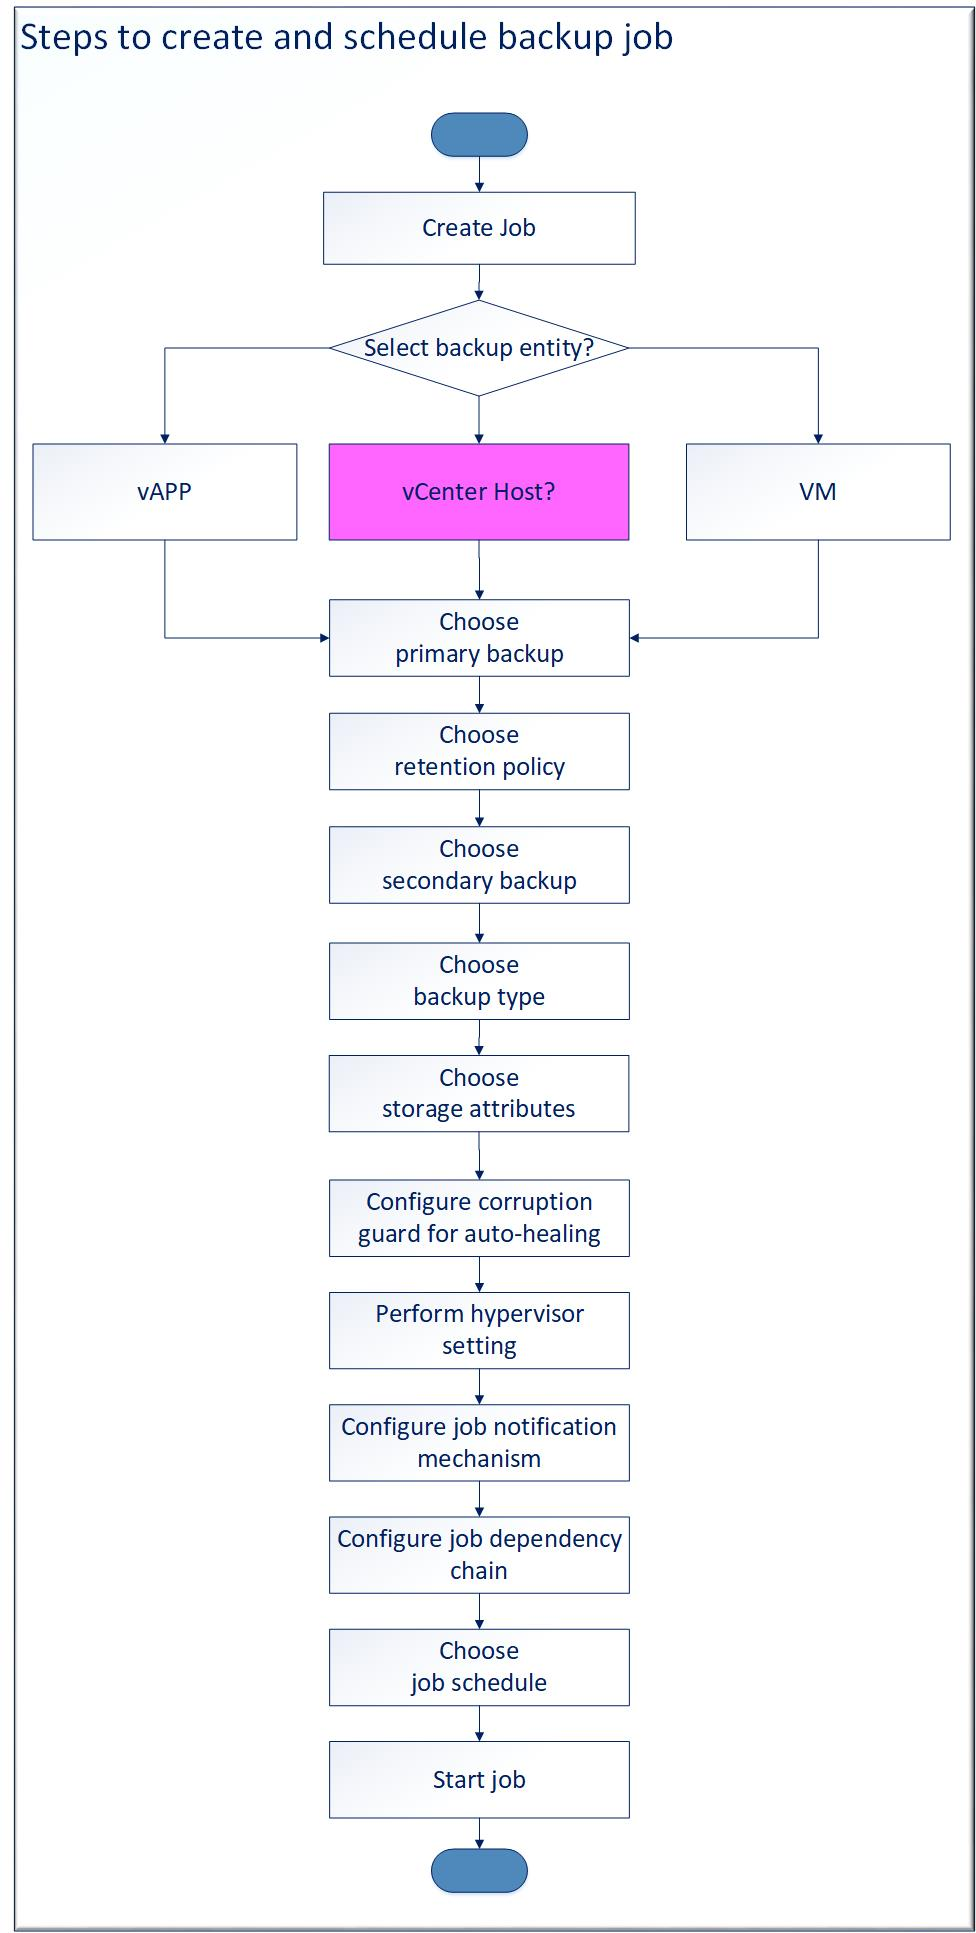 Steps to create and schedule backup job
Create Job
Select backup entity?
vAPP
vCenter Host?
VM
Choose
primary backup
Choose
retention policy
Choose
secondary backup
Choose
backup type
Choose
storage attributes
Configure corruption
guard for auto-healing
Perform hypervisor
setting
Configure job notification
mechanism
Configure job dependency
chain
Choose
job schedule
Start job